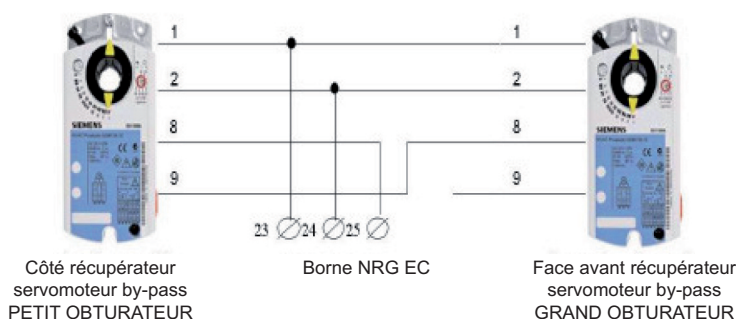 1
1
2
2
SIEMENS
SIEMENS
8
8
9
9
23
24
25
Côté récupérateur
servomoteur by-pass
PETIT OBTURATEUR
Borne NRG EC
Face avant récupérateur
servomoteur by-pass
GRAND OBTURATEUR